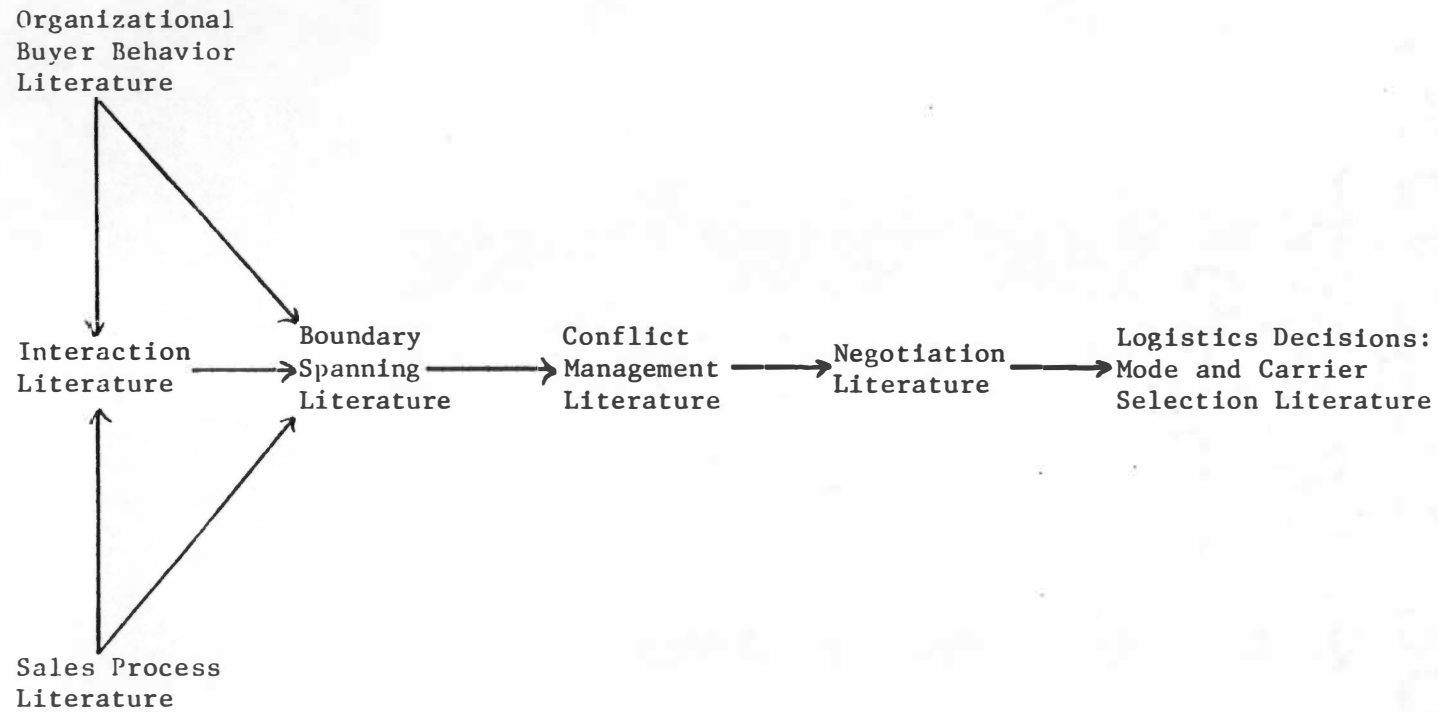 Organizational
Buyer Behavior
Literature
Interaction
Literature
Boundary
Spanning
Literature
Conflict
Management
Literature
Negotiation
Literature
Logistics Decisions:
Mode and Carrier
Selection Literature
Sales Process
Literature